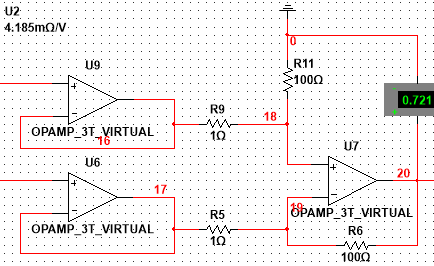 U2
4.185mΩ/V
0
U9
R11
100Ω
0.721
+
−
R9
18
OPAMP_3T_VIRTUAL
16
1Ω
U7
U6
+
−
17
+
−
20
19
OPAMP_3T_VIRTUAL
R5
R6
OPAMP_3T_VIRTUAL
1Ω
100Ω